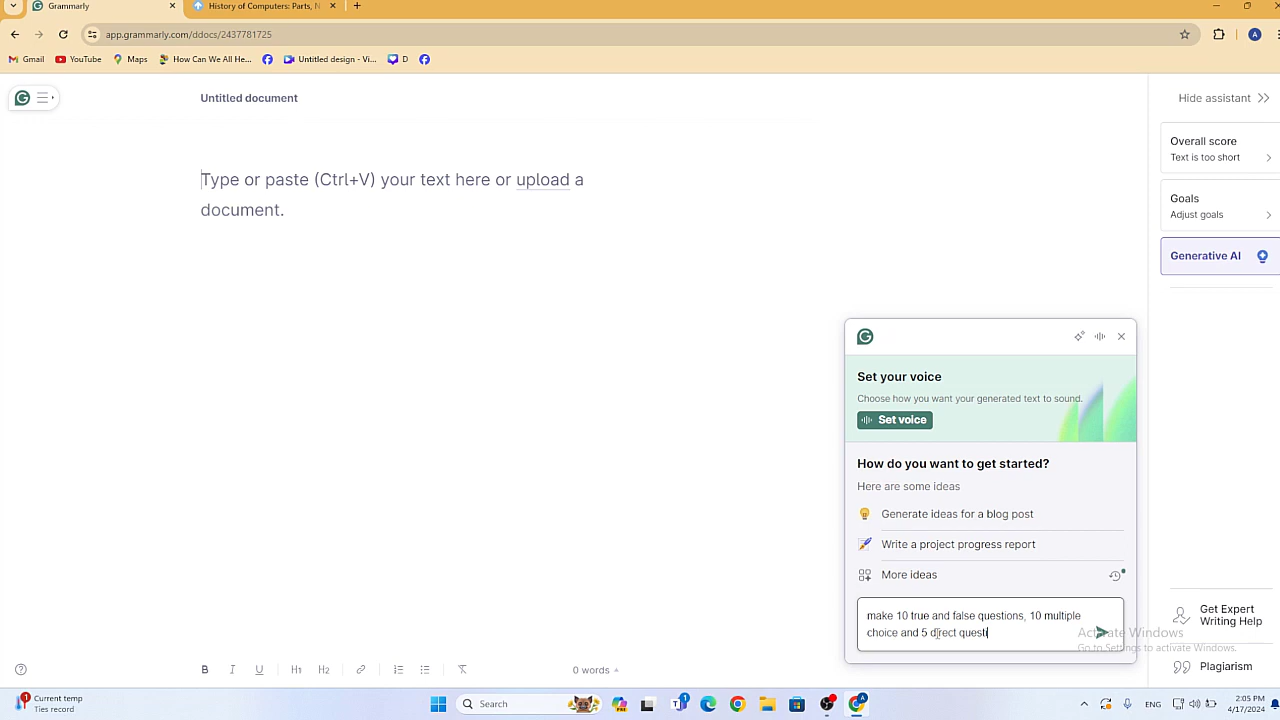 Grammarly
History of Computers: Parts, N
app.grammarly.com/ddocs/2437781725
Gmail
YouTube
Maps
How Can We All He...
Untitled design - Vi...
D
Untitled document
Hide assistant
Type or paste (Ctrl+V) your text here or upload a
document.
Overall score
Text is too short
Goals
Adjust goals
Generative AI
Set your voice
Choose how you want your generated text to sound.
Set voice
How do you want to get started?
Here are some ideas
Generate ideas for a blog post
Write a project progress report
More ideas
make 10 true and false questions, 10 multiple
choice and 5 direct questi
Get Expert
Writing Help
Activate Windows
Go to Settings to activate Windows.
Plagiarism
B I U H1 H2
0 words
Current temp
Ties record
Search
ENG
2:05 PM
4/17/2024